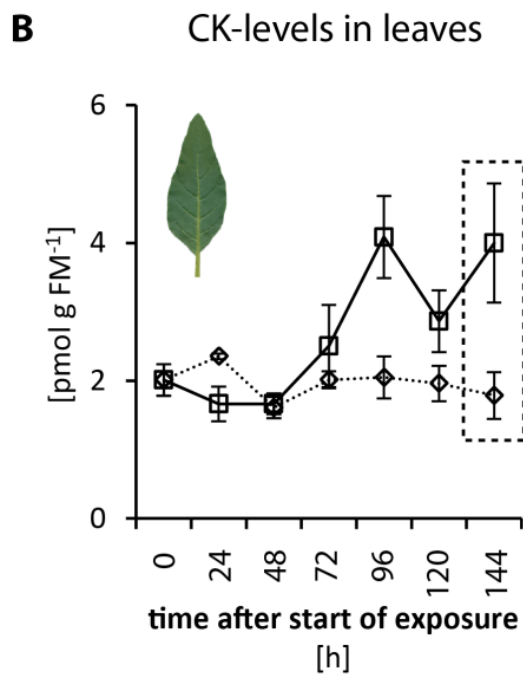 B
CK-levels in leaves
6
4
2
0
[pmol g FM-1]
0 24 48 72 96 120 144
time after start of exposure
[h]